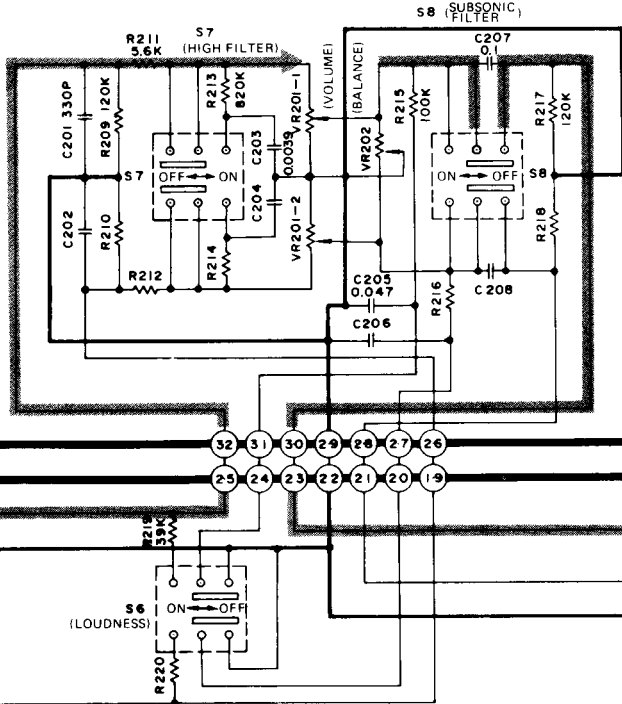 S8 (SUBSONIC FILTER)
S7
(HIGH FILTER)
R211
5.6K
C207
0.1
C201 330P
R209 120K
R213
820K
VR201-1
(VOLUME)
(BALANCE)
R215
100K
R217
120K
C203
0.0039
VR202
S7
OFF ON
ON OFF
S8
C202
R210
C204
R214
VR201-2
R218
R212
C205
0.047
R216
C208
C206
32 31 30 29 28 27 26
25 24 23 22 21 20 19
R219
39K
S6
(LOUDNESS)
ON OFF
R220